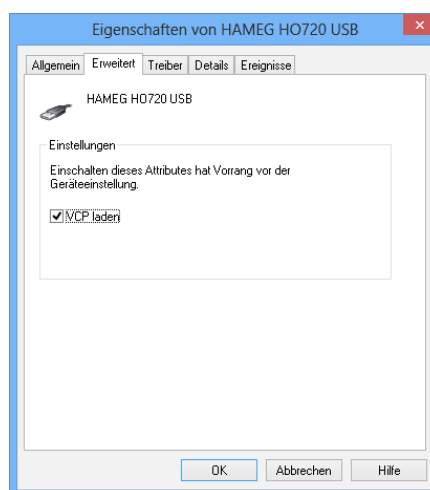 Eigenschaften von HAMEG HO720 USB
Allgemein Erweitert Treiber Details Ereignisse
HAMEG HO720 USB
Einstellungen
Einschalten dieses Attributes hat Vorrang vor der
Geräteeinstellung.
VCP laden
OK Abbrechen Hilfe